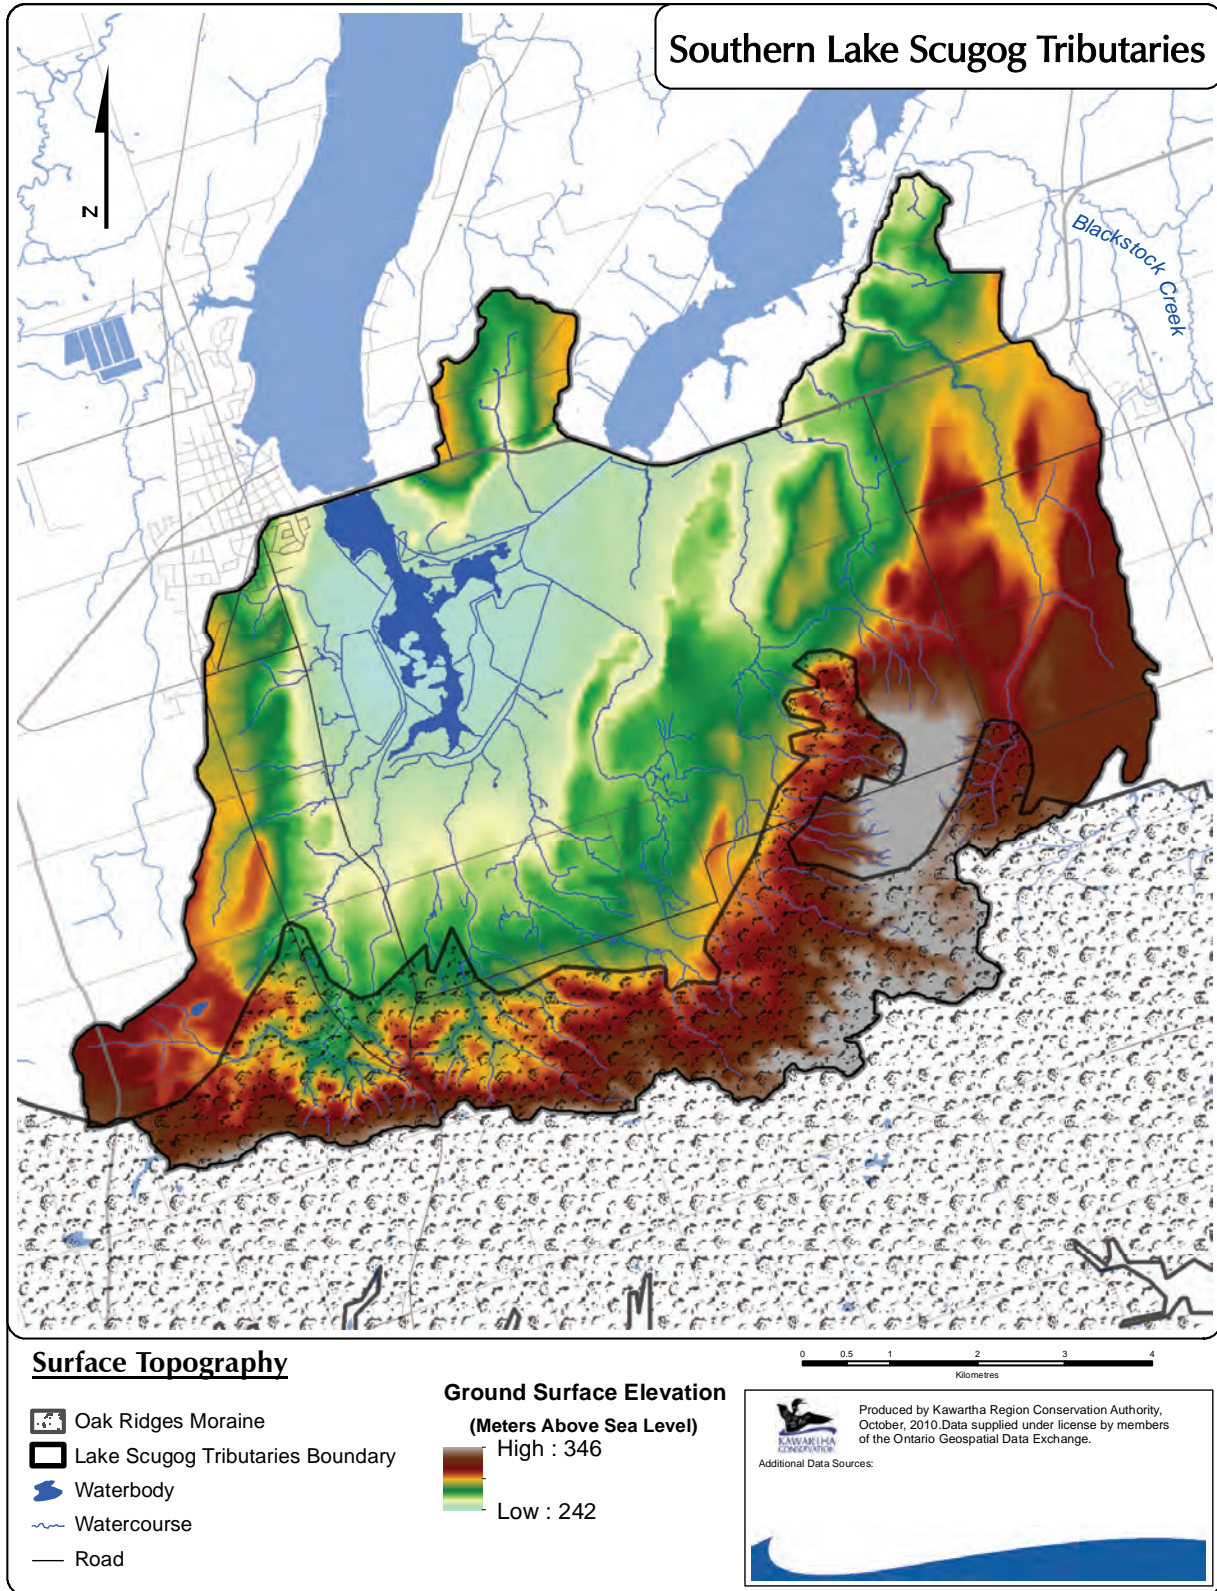 Southern Lake Scugog Tributaries
N
Blackstock Creek
Surface Topography
Oak Ridges Moraine
Lake Scugog Tributaries Boundary
Waterbody
Watercourse
Road
Ground Surface Elevation
(Meters Above Sea Level)
High : 346
Low : 242
0 0.5 1 2 3 4
Kilometres
KAWARTHA
CONSERVATION
Produced by Kawartha Region Conservation Authority,
October, 2010.Data supplied under license by members
of the Ontario Geospatial Data Exchange.
Additional Data Sources: